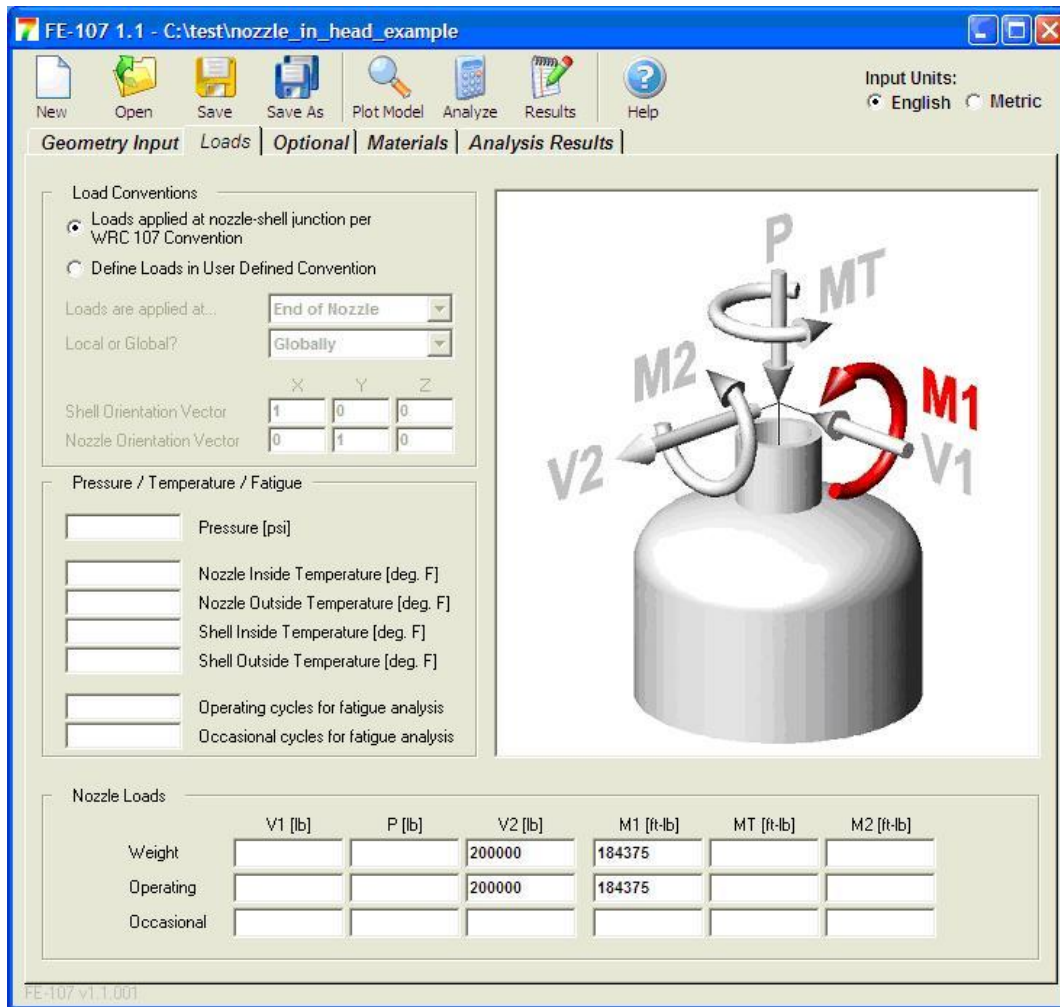 FE-107 1.1 - C:\test\nozzle_in_head_example
New Open Save Save As Plot Model Analyze Results Help
Input Units:
English Metric
Geometry Input Loads Optional Materials Analysis Results
Load Conventions
Loads applied at nozzle-shell junction per
WRC 107 Convention
Define Loads in User Defined Convention
Loads are applied at... End of Nozzle
Local or Global? Globally
X Y Z
Shell Orientation Vector 1 0 0
Nozzle Orientation Vector 0 1 0
P
MT
M2
M1
V2
V1
Pressure / Temperature / Fatigue
Pressure [psi]
Nozzle Inside Temperature [deg. F]
Nozzle Outside Temperature [deg. F]
Shell Inside Temperature [deg. F]
Shell Outside Temperature [deg. F]
Operating cycles for fatigue analysis
Occasional cycles for fatigue analysis
Nozzle Loads
V1 [lb] P [lb] V2 [lb] M1 [ft-lb] MT [ft-lb] M2 [ft-lb]
Weight 200000 184375
Operating 200000 184375
Occasional
FE-107 v1.1.001